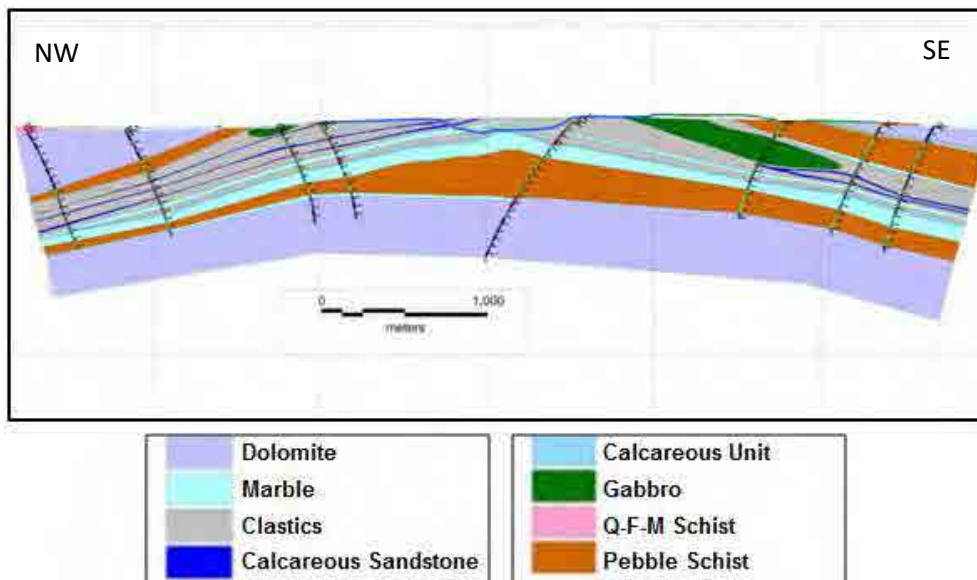 NW
SE
0 1,000
meters
Dolomite
Marble
Clastics
Calcareous Sandstone
Calcareous Unit
Gabbro
Q-F-M Schist
Pebble Schist